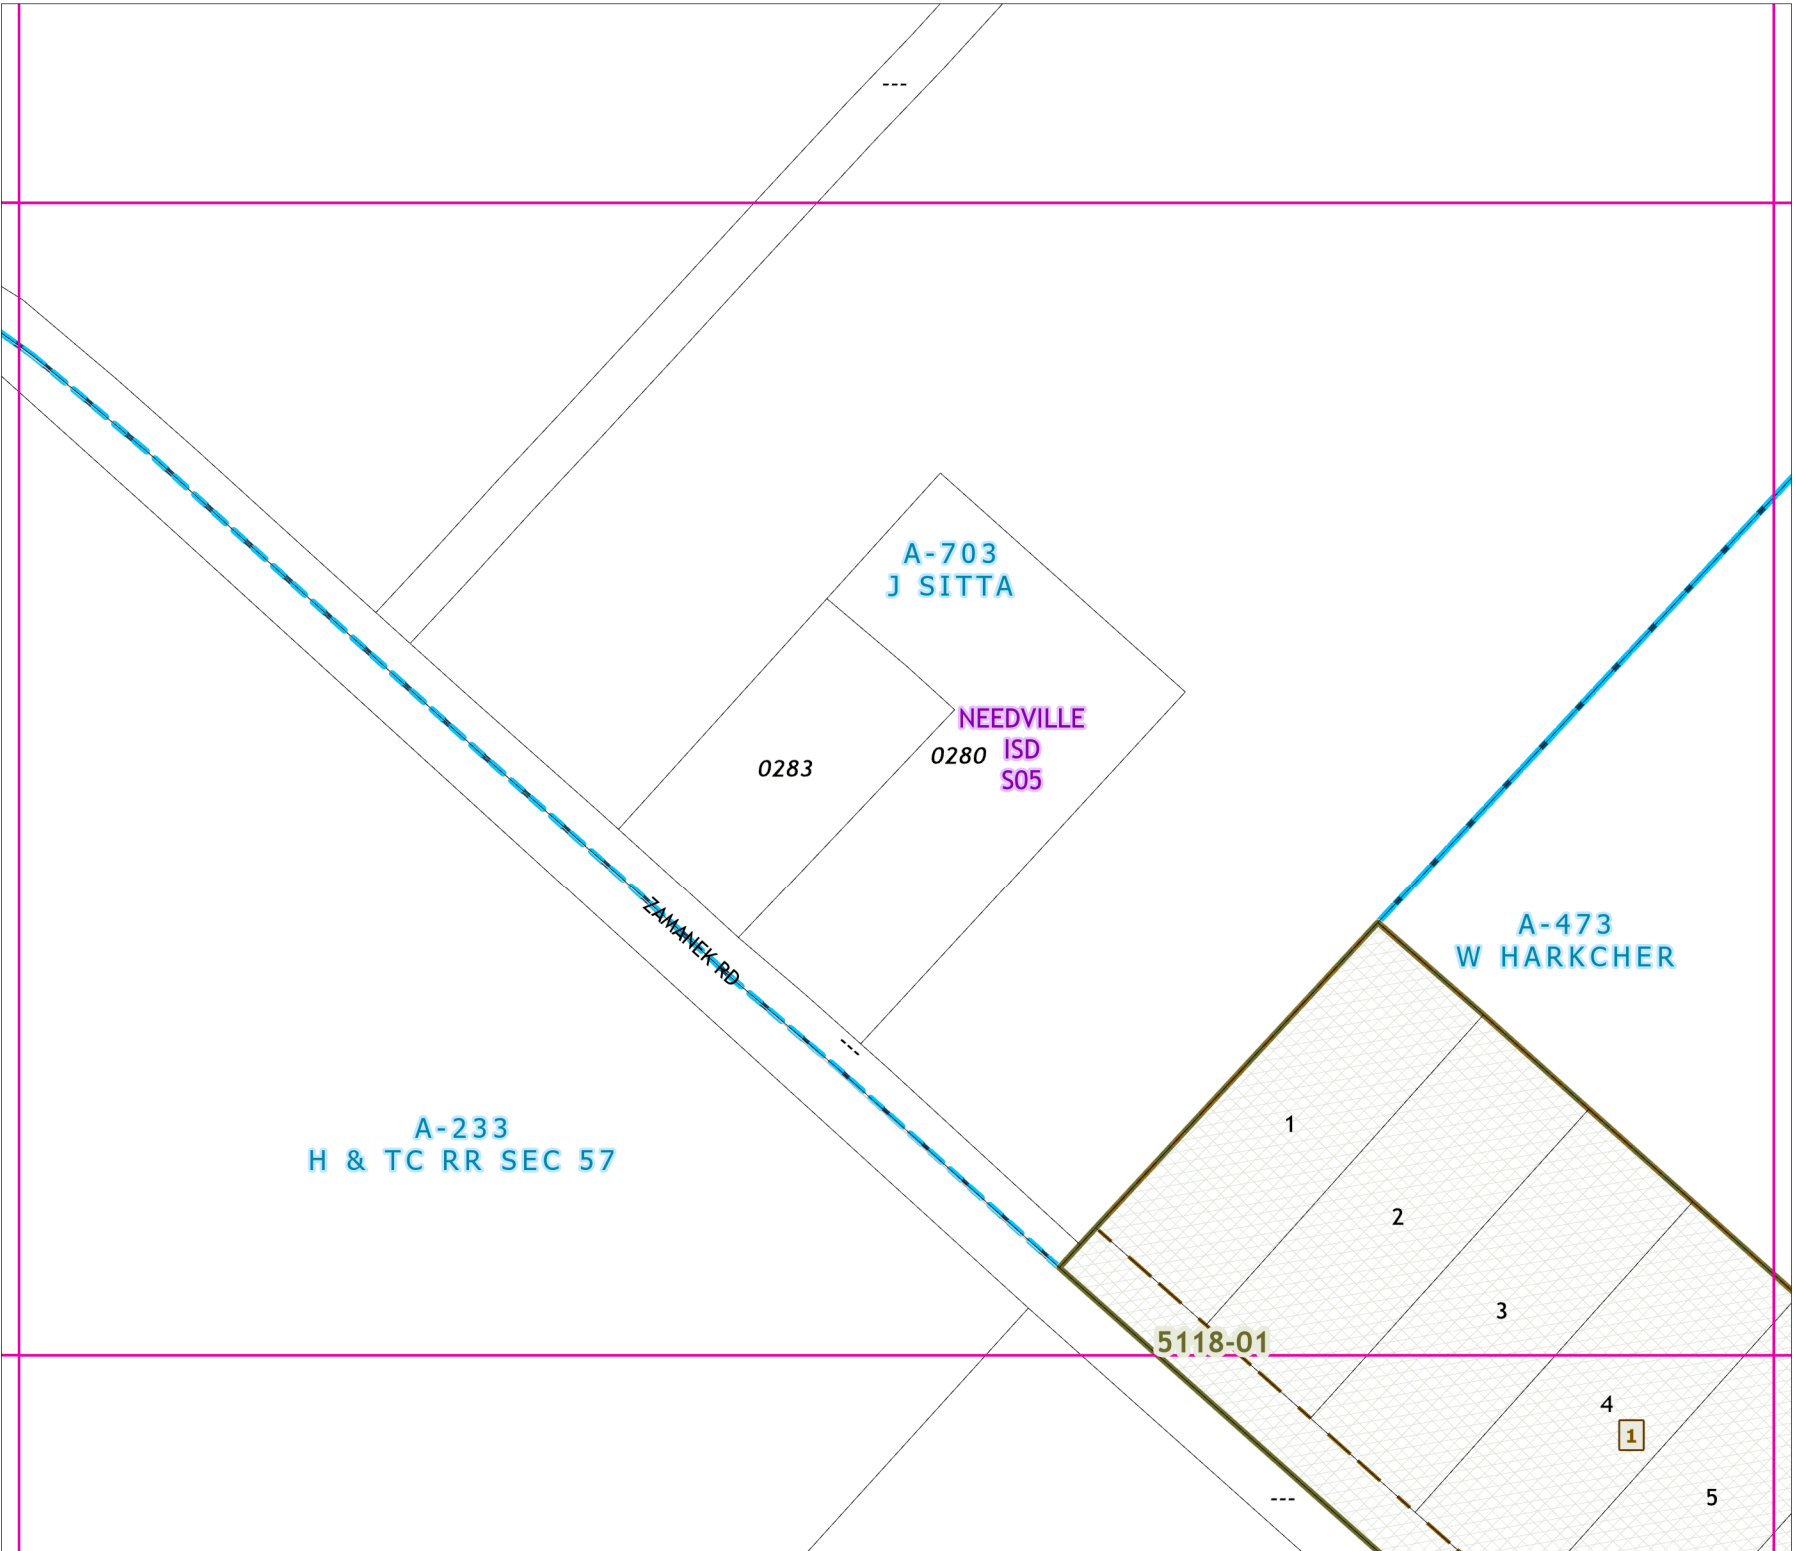 ---
A-703
J SITTA
NEEDVILLE
ISD
S05
0280
0283
ZAMANEK RD
---
A-473
W HARKCHER
A-233
H & TC RR SEC 57
1
2
3
5118-01
4
1
5
---